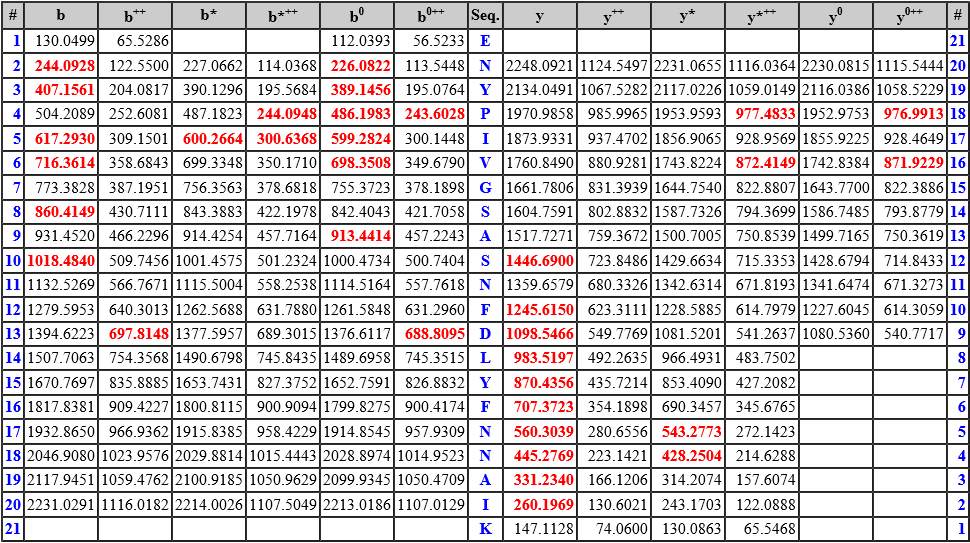 # b b++ b* b*++ b0 b0++ Seq. y y++ y* y*++ y0 y0++ #
1 130.0499 65.5286 112.0393 56.5233 E 21
2 244.0928 122.5500 227.0662 114.0368 226.0822 113.5448 N 2248.0921 1124.5497 2231.0655 1116.0364 2230.0815 1115.5444 20
3 407.1561 204.0817 390.1296 195.5684 389.1456 195.0764 Y 2134.0491 1067.5282 2117.0226 1059.0149 2116.0386 1058.5229 19
4 504.2089 252.6081 487.1823 244.0948 486.1983 243.6028 P 1970.9858 985.9965 1953.9593 977.4833 1952.9753 976.9913 18
5 617.2930 309.1501 600.2664 300.6368 599.2824 300.1448 I 1873.9331 937.4702 1856.9065 928.9569 1855.9225 928.4649 17
6 716.3614 358.6843 699.3348 350.1710 698.3508 349.6790 V 1760.8490 880.9281 1743.8224 872.4149 1742.8384 871.9229 16
7 773.3828 387.1951 756.3563 378.6818 755.3723 378.1898 G 1661.7806 831.3939 1644.7540 822.8807 1643.7700 822.3886 15
8 860.4149 430.7111 843.3883 422.1978 842.4043 421.7058 S 1604.7591 802.8832 1587.7326 794.3699 1586.7485 793.8779 14
9 931.4520 466.2296 914.4254 457.7164 913.4414 457.2243 A 1517.7271 759.3672 1500.7005 750.8539 1499.7165 750.3619 13
10 1018.4840 509.7456 1001.4575 501.2324 1000.4734 500.7404 S 1446.6900 723.8486 1429.6634 715.3353 1428.6794 714.8433 12
11 1132.5269 566.7671 1115.5004 558.2538 1114.5164 557.7618 N 1359.6579 680.3326 1342.6314 671.8193 1341.6474 671.3273 11
12 1279.5953 640.3013 1262.5688 631.7880 1261.5848 631.2960 F 1245.6150 623.3111 1228.5885 614.7979 1227.6045 614.3059 10
13 1394.6223 697.8148 1377.5957 689.3015 1376.6117 688.8095 D 1098.5466 549.7769 1081.5201 541.2637 1080.5360 540.7717 9
14 1507.7063 754.3568 1490.6798 745.8435 1489.6958 745.3515 L 983.5197 492.2635 966.4931 483.7502 8
15 1670.7697 835.8885 1653.7431 827.3752 1652.7591 826.8832 Y 870.4356 435.7214 853.4090 427.2082 7
16 1817.8381 909.4227 1800.8115 900.9094 1799.8275 900.4174 F 707.3723 354.1898 690.3457 345.6765 6
17 1932.8650 966.9362 1915.8385 958.4229 1914.8545 957.9309 N 560.3039 280.6556 543.2773 272.1423 5
18 2046.9080 1023.9576 2029.8814 1015.4443 2028.8974 1014.9523 N 445.2769 223.1421 428.2504 214.6288 4
19 2117.9451 1059.4762 2100.9185 1050.9629 2099.9345 1050.4709 A 331.2340 166.1206 314.2074 157.6074 3
20 2231.0291 1116.0182 2214.0026 1107.5049 2213.0186 1107.0129 I 260.1969 130.6021 243.1703 122.0888 2
21 K 147.1128 74.0600 130.0863 65.5468 1